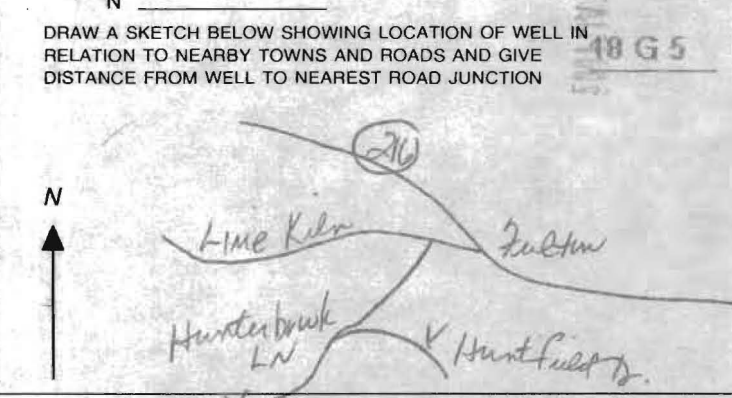 N
DRAW A SKETCH BELOW SHOWING LOCATION OF WELL IN
RELATION TO NEARBY TOWNS AND ROADS AND GIVE
DISTANCE FROM WELL TO NEAREST ROAD JUNCTION
18 G 5
216
N
Lime Kiln
Fulton
Hunterbrook
LN
Huntfield Dr.